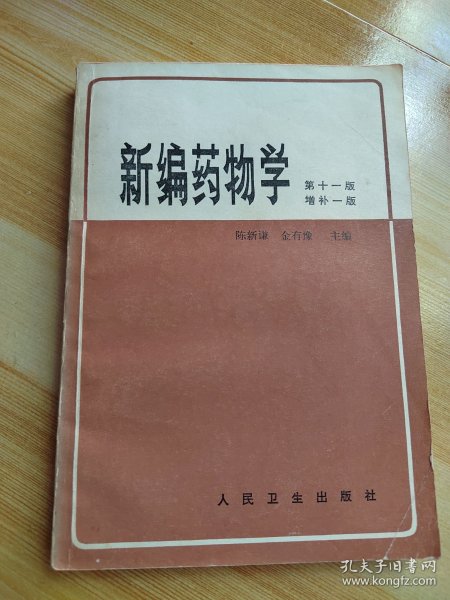 新编药物学
第十一版
增补一版
陈新谦 金有豫 主编
人民卫生出版社
孔夫子旧书网
www.kongfz.com